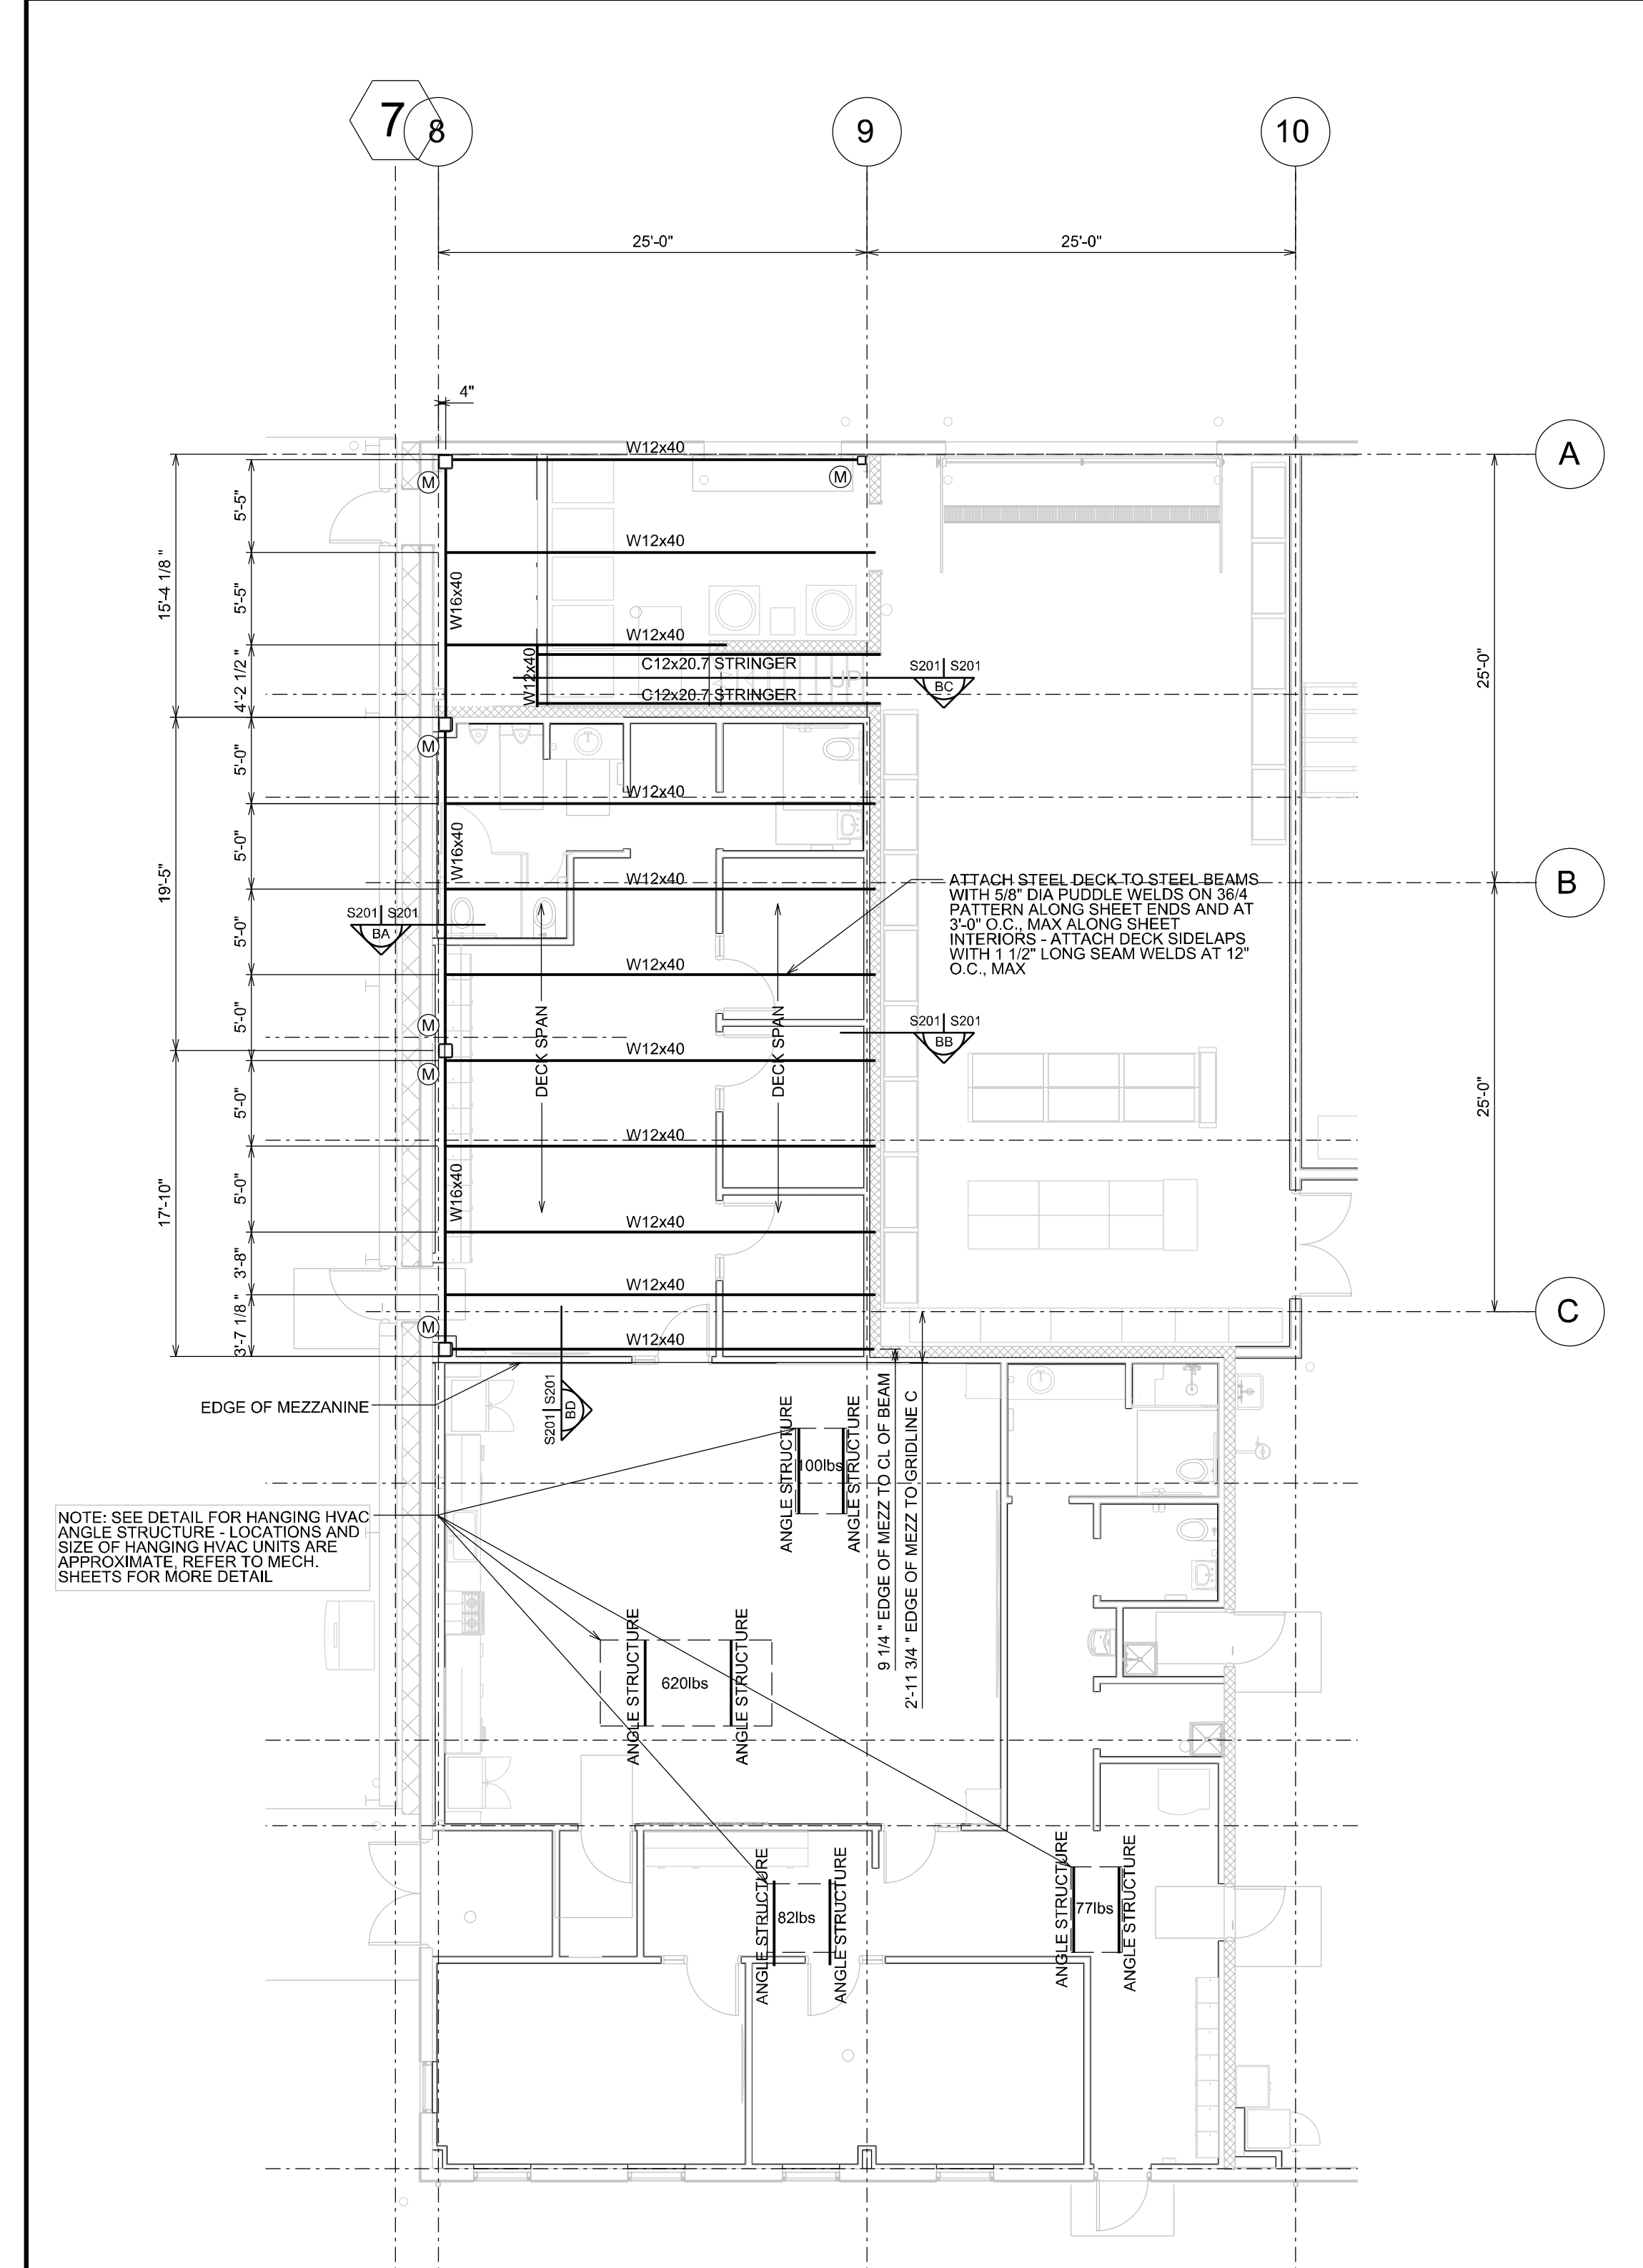 7
8
9
10
25'-0"
25'-0"
4"
A
B
C
W12x40
M
M
5'-5"
W12x40
15'-4 1/8 "
5'-5"
W16x40
W12x40
4'-2 1/2 "
W12x40
C12x20.7 STRINGER
C12x20.7 STRINGER
UP
S201 S201
BC
25'-0"
M
5'-0"
W12x40
5'-0"
W16x40
19'-5"
W12x40
ATTACH STEEL DECK TO STEEL BEAMS
WITH 5/8" DIA PUDDLE WELDS ON 36/4
PATTERN ALONG SHEET ENDS AND AT
3'-0" O.C., MAX ALONG SHEET
INTERIORS - ATTACH DECK SIDELAPS
WITH 1 1/2" LONG SEAM WELDS AT 12"
O.C., MAX
S201 S201
BA
5'-0"
W12x40
5'-0"
M
DECK SPAN
DECK SPAN
S201 S201
BB
W12x40
M
5'-0"
25'-0"
W12x40
5'-0"
17'-10"
W16x40
W12x40
3'-8"
W12x40
3'-7 1/8 "
M
W12x40
EDGE OF MEZZANINE
S201 S201
BD
9 1/4 " EDGE OF MEZZ TO CL OF BEAM
2'-11 3/4 " EDGE OF MEZZ TO GRIDLINE C
ANGLE STRUCTURE
100lbs
ANGLE STRUCTURE
NOTE: SEE DETAIL FOR HANGING HVAC
ANGLE STRUCTURE - LOCATIONS AND
SIZE OF HANGING HVAC UNITS ARE
APPROXIMATE, REFER TO MECH.
SHEETS FOR MORE DETAIL
ANGLE STRUCTURE
620lbs
ANGLE STRUCTURE
ANGLE STRUCTURE
82lbs
ANGLE STRUCTURE
ANGLE STRUCTURE
77lbs
ANGLE STRUCTURE